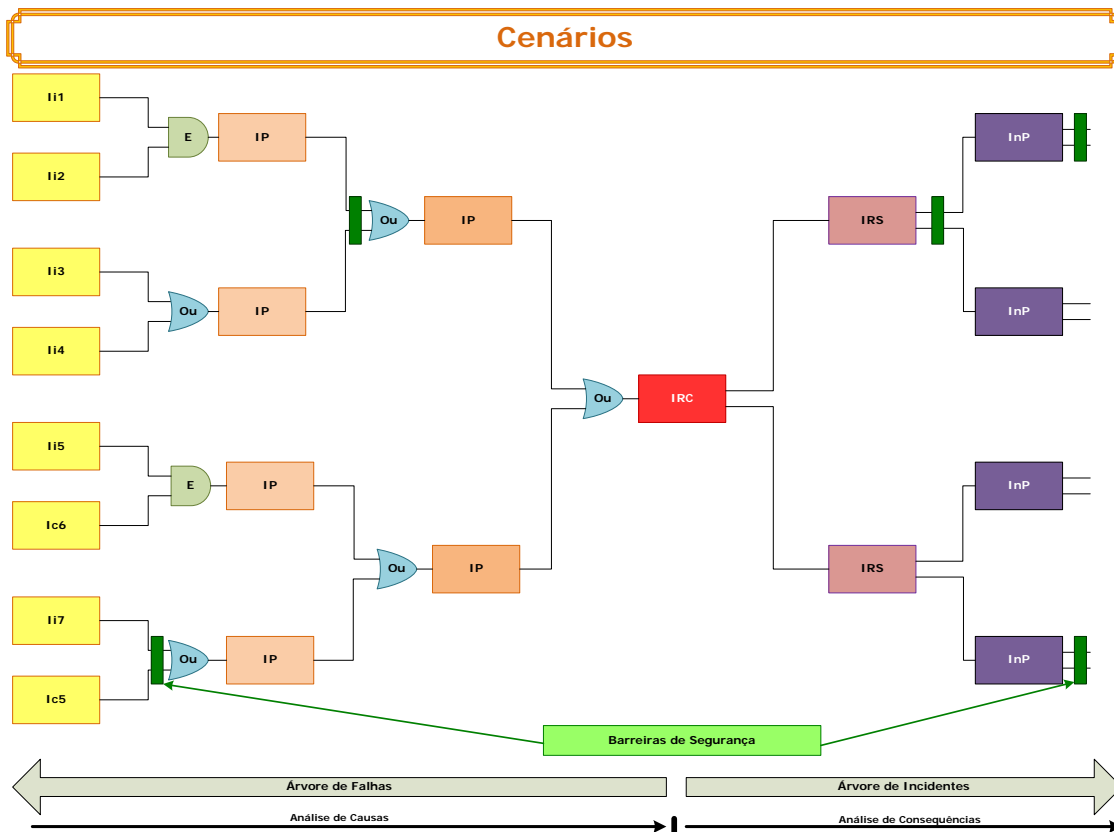 Cenários
Ii1
Ii2
E
IP
Ii3
Ii4
Ou
IP
Ou
IP
Ii5
Ic6
E
IP
Ii7
Ic5
Ou
IP
Ou
IP
Ou
IRC
IRS
InP
InP
IRS
InP
InP
Barreiras de Segurança
Árvore de Falhas
Árvore de Incidentes
Análise de Causas
Análise de Consequências